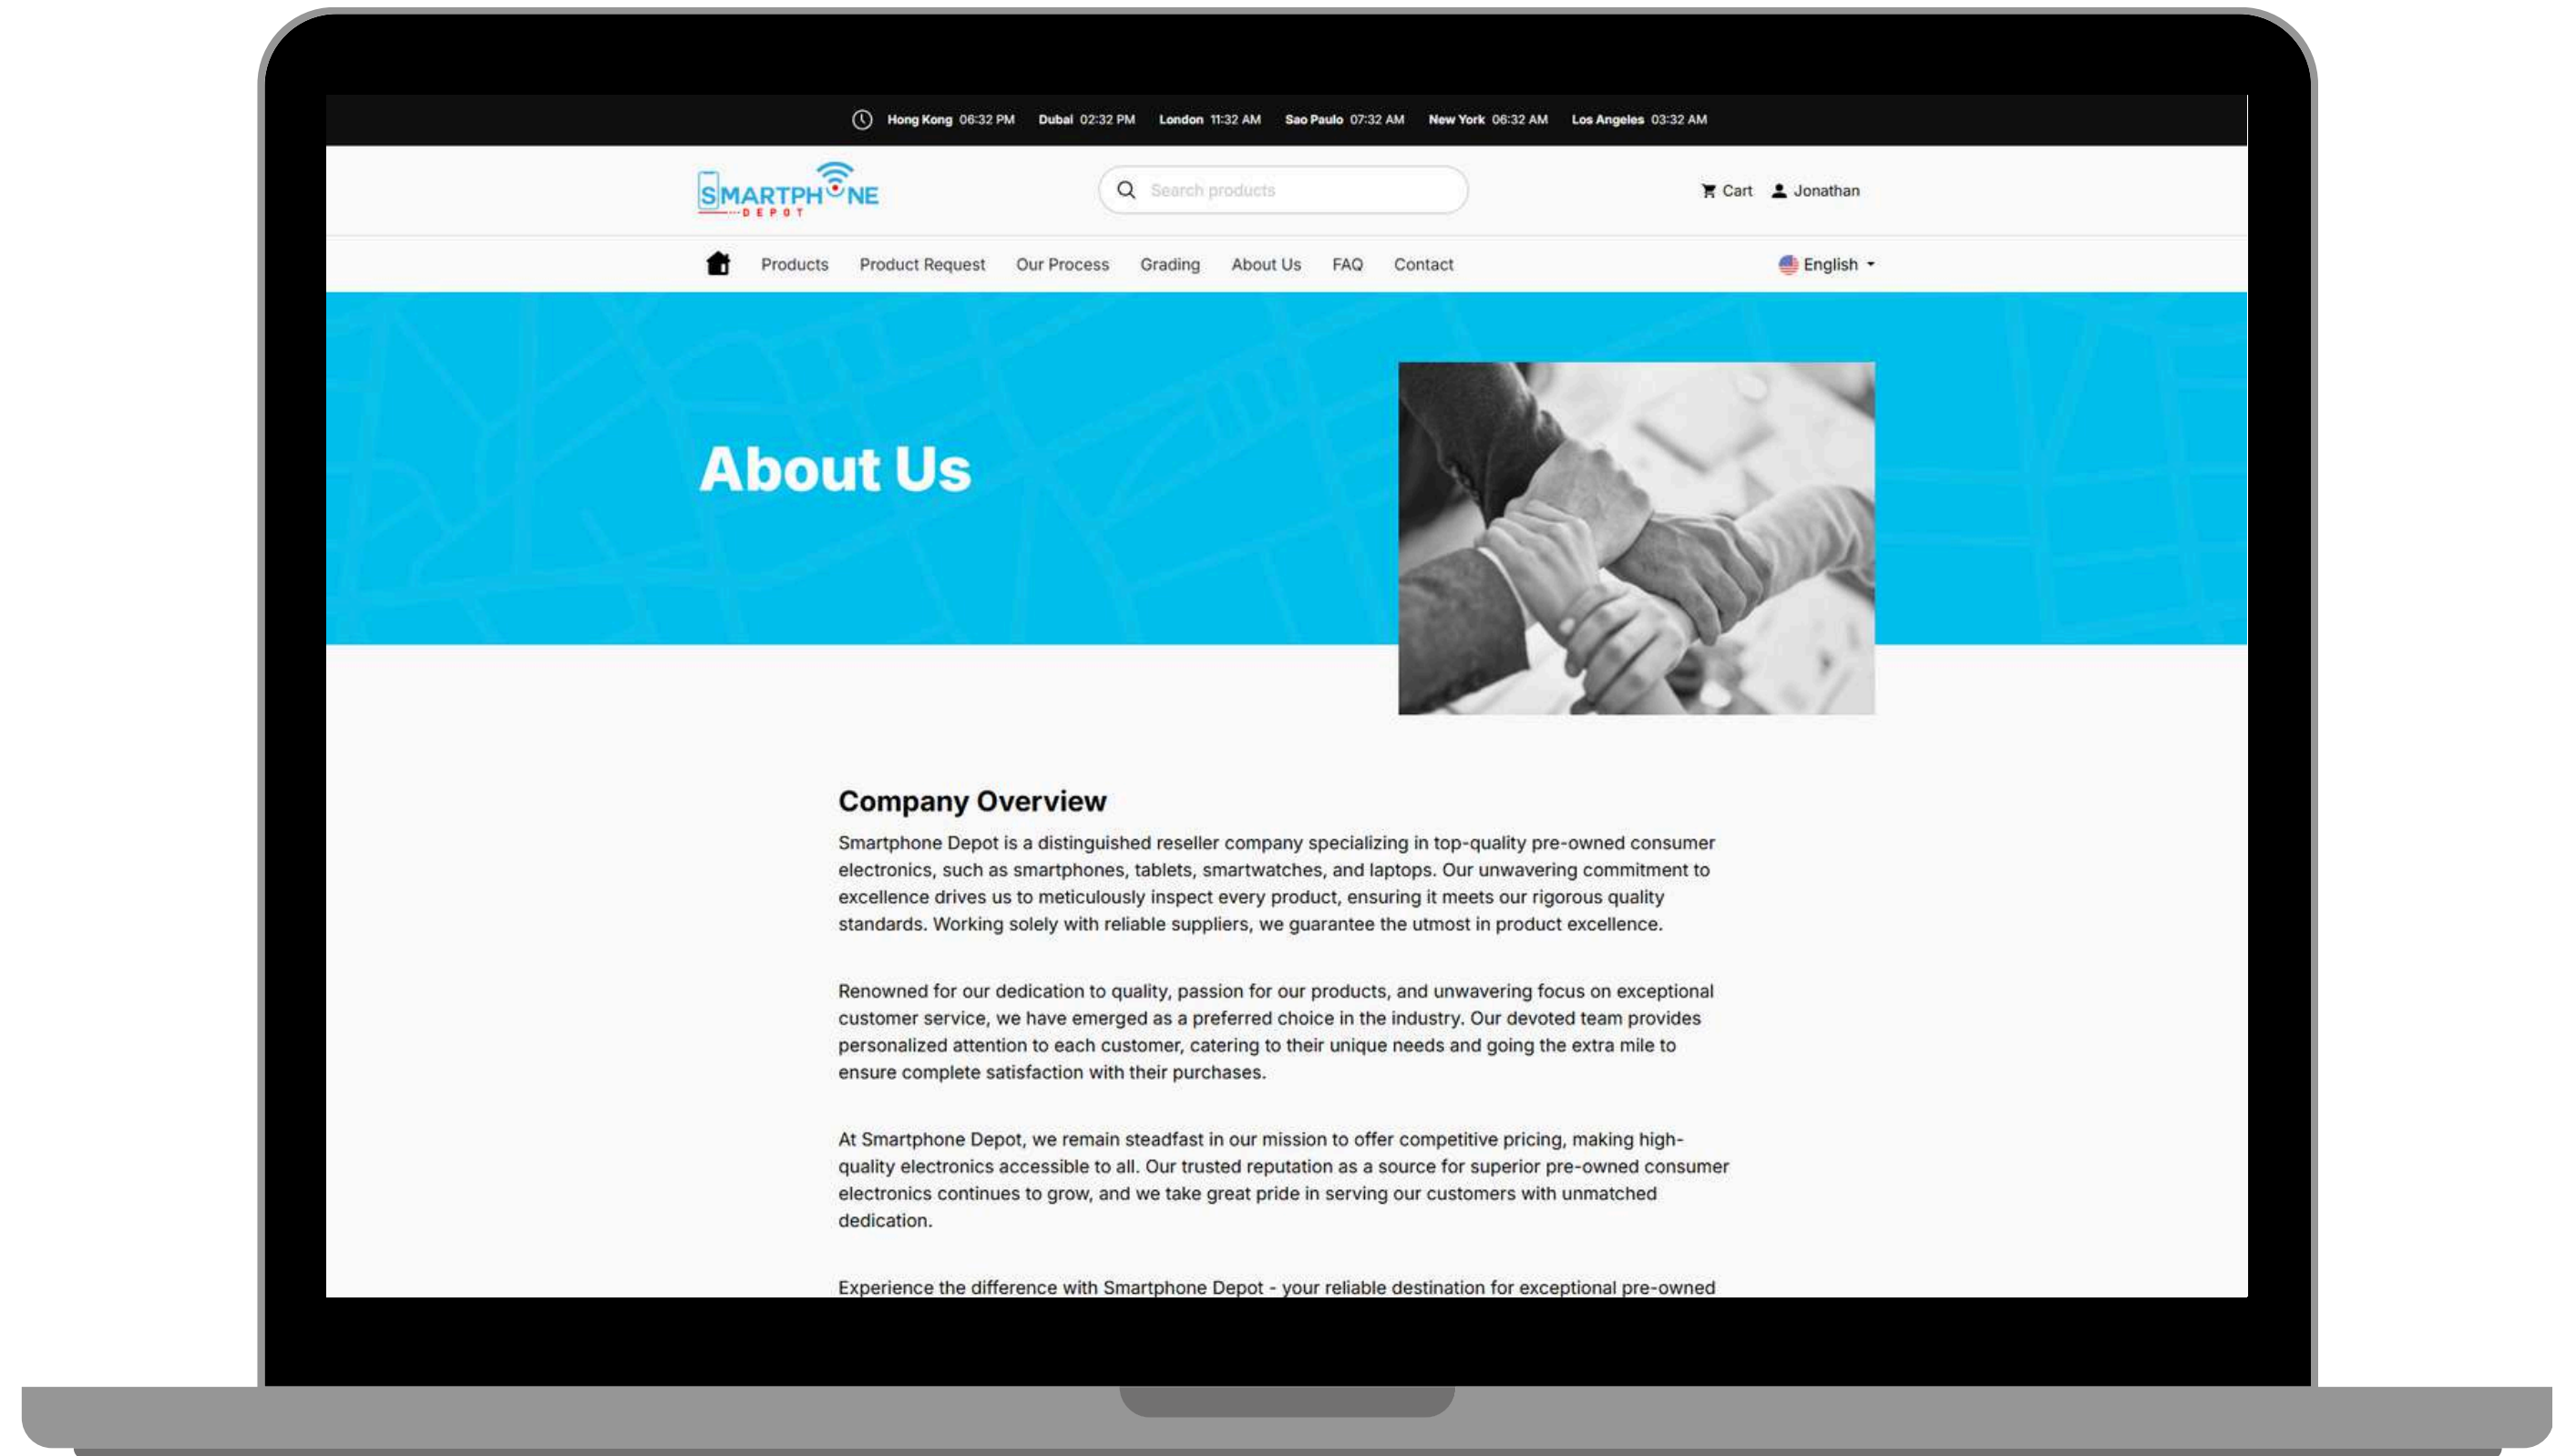 Hong Kong 06:32 PM Dubai 02:32 PM London 11:32 AM Sao Paulo 07:32 AM New York 06:32 AM Los Angeles 03:32 AM
SMARTPHONE
DEPOT
Search products
Cart Jonathan
Products Product Request Our Process Grading About Us FAQ Contact
English
About Us
Company Overview
Smartphone Depot is a distinguished reseller company specializing in top-quality pre-owned consumer
electronics, such as smartphones, tablets, smartwatches, and laptops. Our unwavering commitment to
excellence drives us to meticulously inspect every product, ensuring it meets our rigorous quality
standards. Working solely with reliable suppliers, we guarantee the utmost in product excellence.
Renowned for our dedication to quality, passion for our products, and unwavering focus on exceptional
customer service, we have emerged as a preferred choice in the industry. Our devoted team provides
personalized attention to each customer, catering to their unique needs and going the extra mile to
ensure complete satisfaction with their purchases.
At Smartphone Depot, we remain steadfast in our mission to offer competitive pricing, making high-
quality electronics accessible to all. Our trusted reputation as a source for superior pre-owned consumer
electronics continues to grow, and we take great pride in serving our customers with unmatched
dedication.
Experience the difference with Smartphone Depot - your reliable destination for exceptional pre-owned